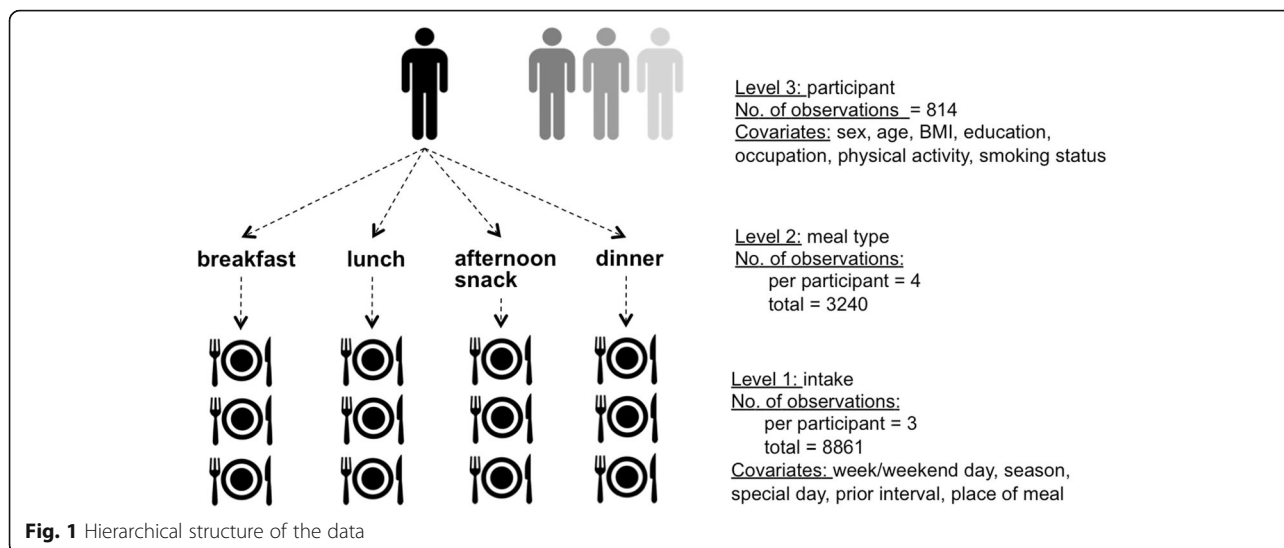 Level 3: participant
No. of observations = 814
Covariates: sex, age, BMI, education,
occupation, physical activity, smoking status
breakfast lunch afternoon snack dinner
Level 2: meal type
No. of observations:
per participant = 4
total = 3240
Level 1: intake
No. of observations:
per participant = 3
total = 8861
Covariates: week/weekend day, season,
special day, prior interval, place of meal
Fig. 1 Hierarchical structure of the data